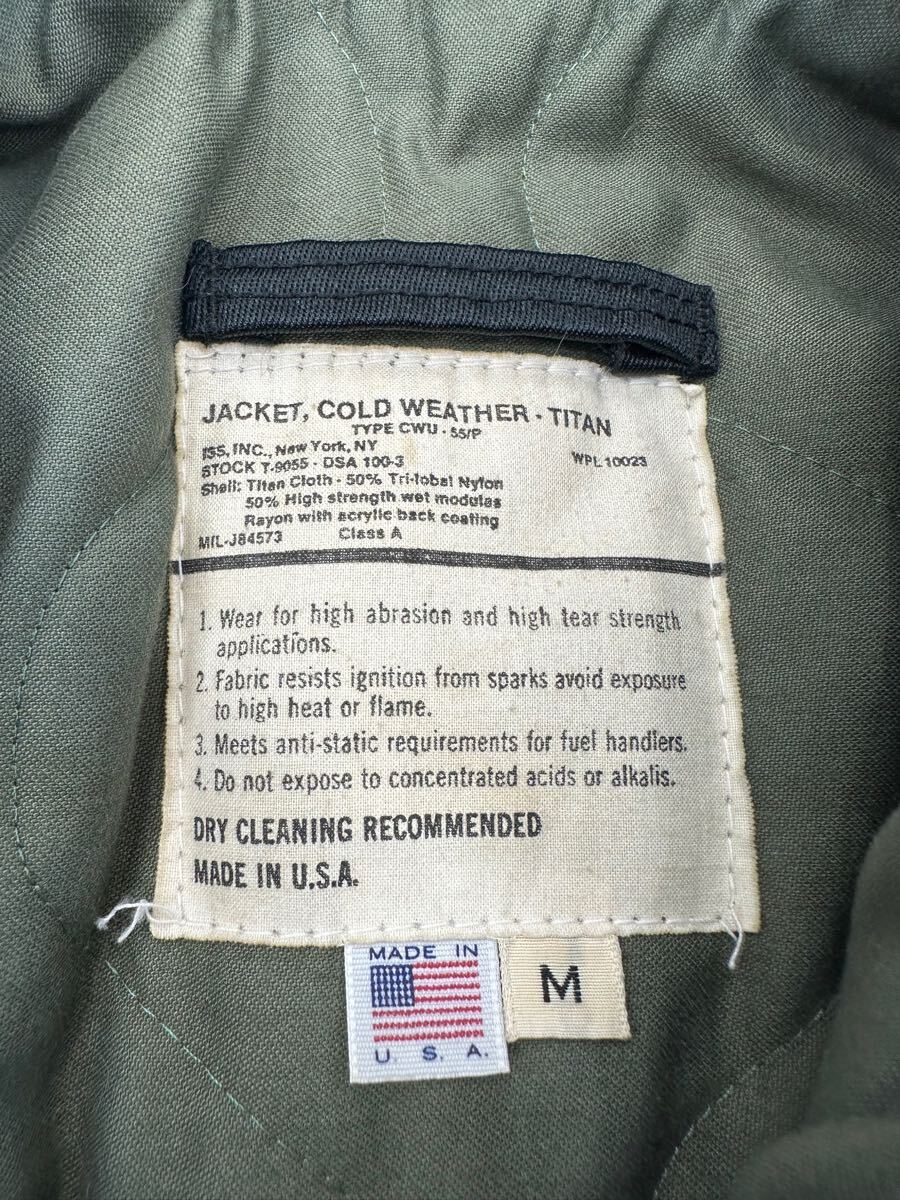 JACKET, COLD WEATHER - TITAN
TYPE CWU - 55/P
ISS, INC., New York, NY
WPL 10023
STOCK T-9055 - DSA 100-3
Shell: Titan Cloth - 50% Tri-lobal Nylon
50% High strength wet modulas
Rayon with acrylic back coating
MIL-J84573 Class A
1. Wear for high abrasion and high tear strength
applications.
2. Fabric resists ignition from sparks avoid exposure
to high heat or flame.
3. Meets anti-static requirements for fuel handlers.
4. Do not expose to concentrated acids or alkalis.
DRY CLEANING RECOMMENDED
MADE IN U.S.A.
MADE IN
U. S. A.
M